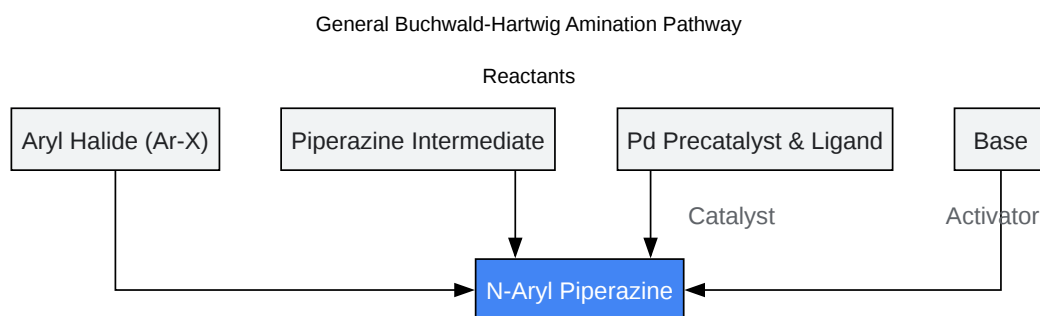 General Buchwald-Hartwig Amination Pathway
Reactants
Aryl Halide (Ar-X)
Piperazine Intermediate
Pd Precatalyst & Ligand
Base
Catalyst
Activator
N-Aryl Piperazine